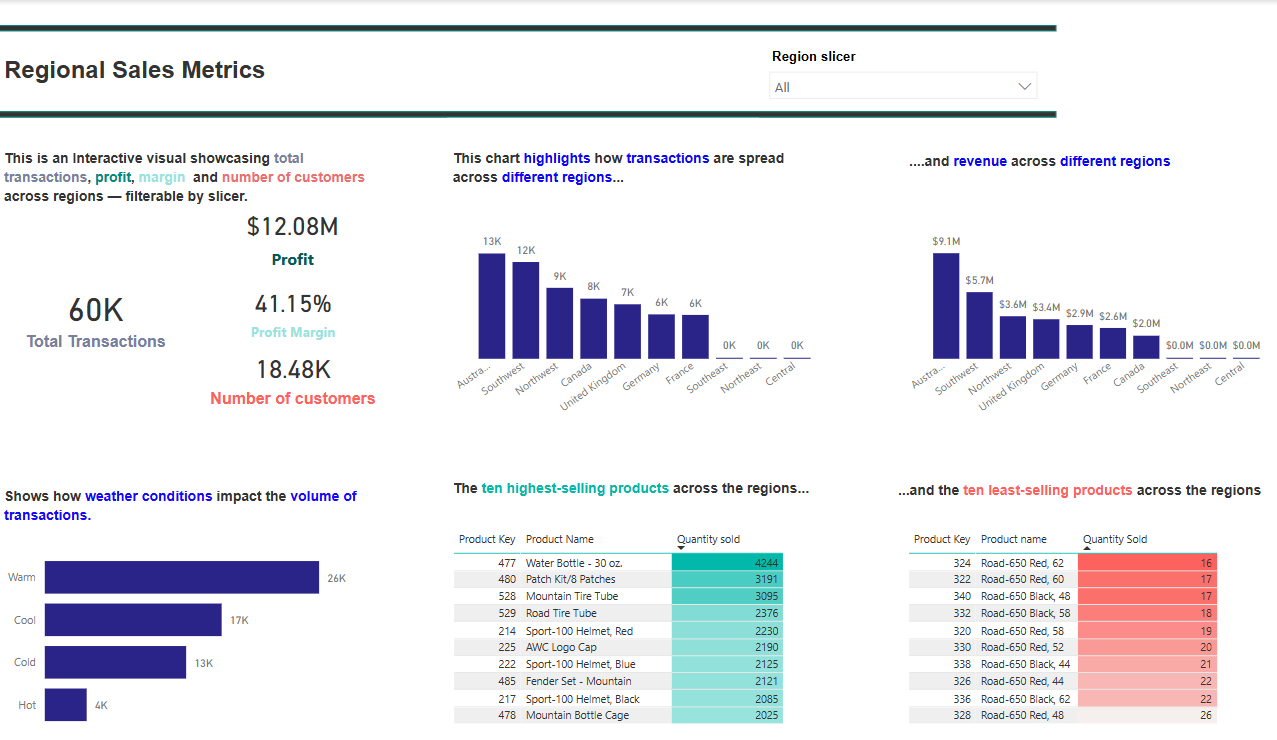 Regional Sales Metrics
Region slicer
All
This is an Interactive visual showcasing total
transactions, profit, margin and number of customers
across regions — filterable by slicer.
$12.08M
Profit
60K
Total Transactions
41.15%
Profit Margin
18.48K
Number of customers
This chart highlights how transactions are spread
across different regions...
13K
12K
9K
8K
7K
6K
6K
0K
0K
0K
Austra...
Southwest
Northwest
Canada
United Kingdom
Germany
France
Southeast
Northeast
Central
....and revenue across different regions
$9.1M
$5.7M
$3.6M
$3.4M
$2.9M
$2.6M
$2.0M
$0.0M
$0.0M
$0.0M
Austra...
Southwest
Northwest
United Kingdom
Germany
France
Canada
Southeast
Northeast
Central
Shows how weather conditions impact the volume of
transactions.
Warm 26K
Cool 17K
Cold 13K
Hot 4K
The ten highest-selling products across the regions...
Product Key Product Name Quantity sold
477 Water Bottle - 30 oz. 4244
480 Patch Kit/8 Patches 3191
528 Mountain Tire Tube 3095
529 Road Tire Tube 2376
214 Sport-100 Helmet, Red 2230
225 AWC Logo Cap 2190
222 Sport-100 Helmet, Blue 2125
485 Fender Set - Mountain 2121
217 Sport-100 Helmet, Black 2085
478 Mountain Bottle Cage 2025
...and the ten least-selling products across the regions
Product Key Product name Quantity Sold
324 Road-650 Red, 62 16
322 Road-650 Red, 60 17
340 Road-650 Black, 48 17
332 Road-650 Black, 58 18
320 Road-650 Red, 58 19
330 Road-650 Red, 52 20
338 Road-650 Black, 44 21
326 Road-650 Red, 44 22
336 Road-650 Black, 62 22
328 Road-650 Red, 48 26